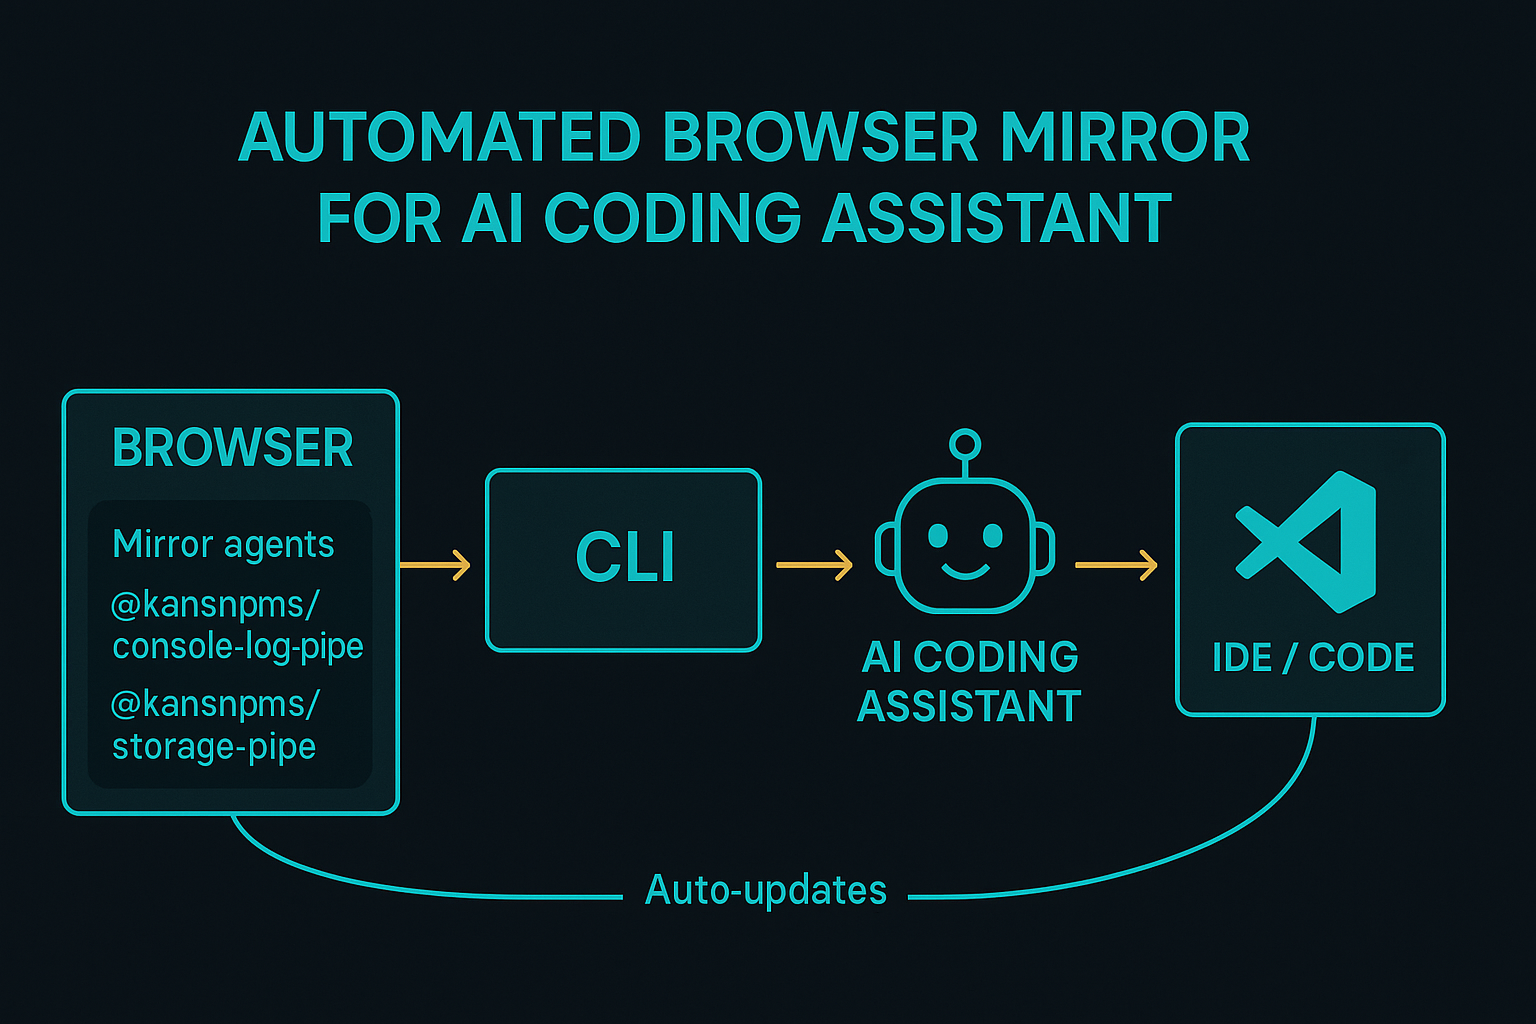 AUTOMATED BROWSER MIRROR
FOR AI CODING ASSISTANT
BROWSER
Mirror agents
@kansnpms/
console-log-pipe
@kansnpms/
storage-pipe
CLI
AI CODING
ASSISTANT
IDE / CODE
Auto-updates